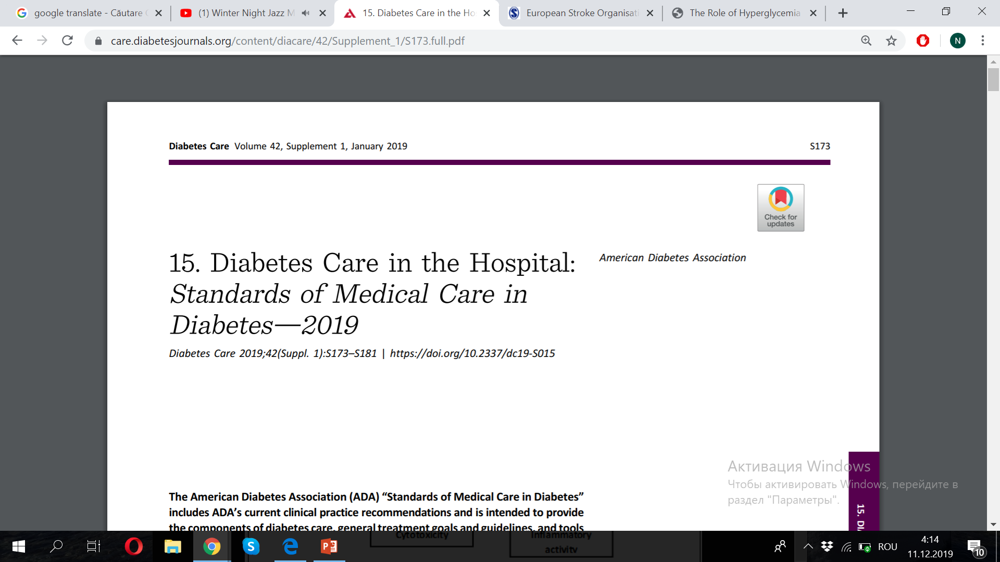 google translate - Căutare
(1) Winter Night Jazz M
15. Diabetes Care in the Ho
European Stroke Organisati
The Role of Hyperglycemia
care.diabetesjournals.org/content/diacare/42/Supplement_1/S173.full.pdf
N
Diabetes Care Volume 42, Supplement 1, January 2019
S173
Check for
updates
15. Diabetes Care in the Hospital:
Standards of Medical Care in
Diabetes—2019
American Diabetes Association
Diabetes Care 2019;42(Suppl. 1):S173–S181 | https://doi.org/10.2337/dc19-S015
The American Diabetes Association (ADA) “Standards of Medical Care in Diabetes”
includes ADA’s current clinical practice recommendations and is intended to provide
the components of diabetes care, general treatment goals and guidelines, and tools
Активация Windows
Чтобы активировать Windows, перейдите в
раздел "Параметры".
15. DI
Cytotoxicity
Inflammatory
activity
ROU
4:14
11.12.2019
10